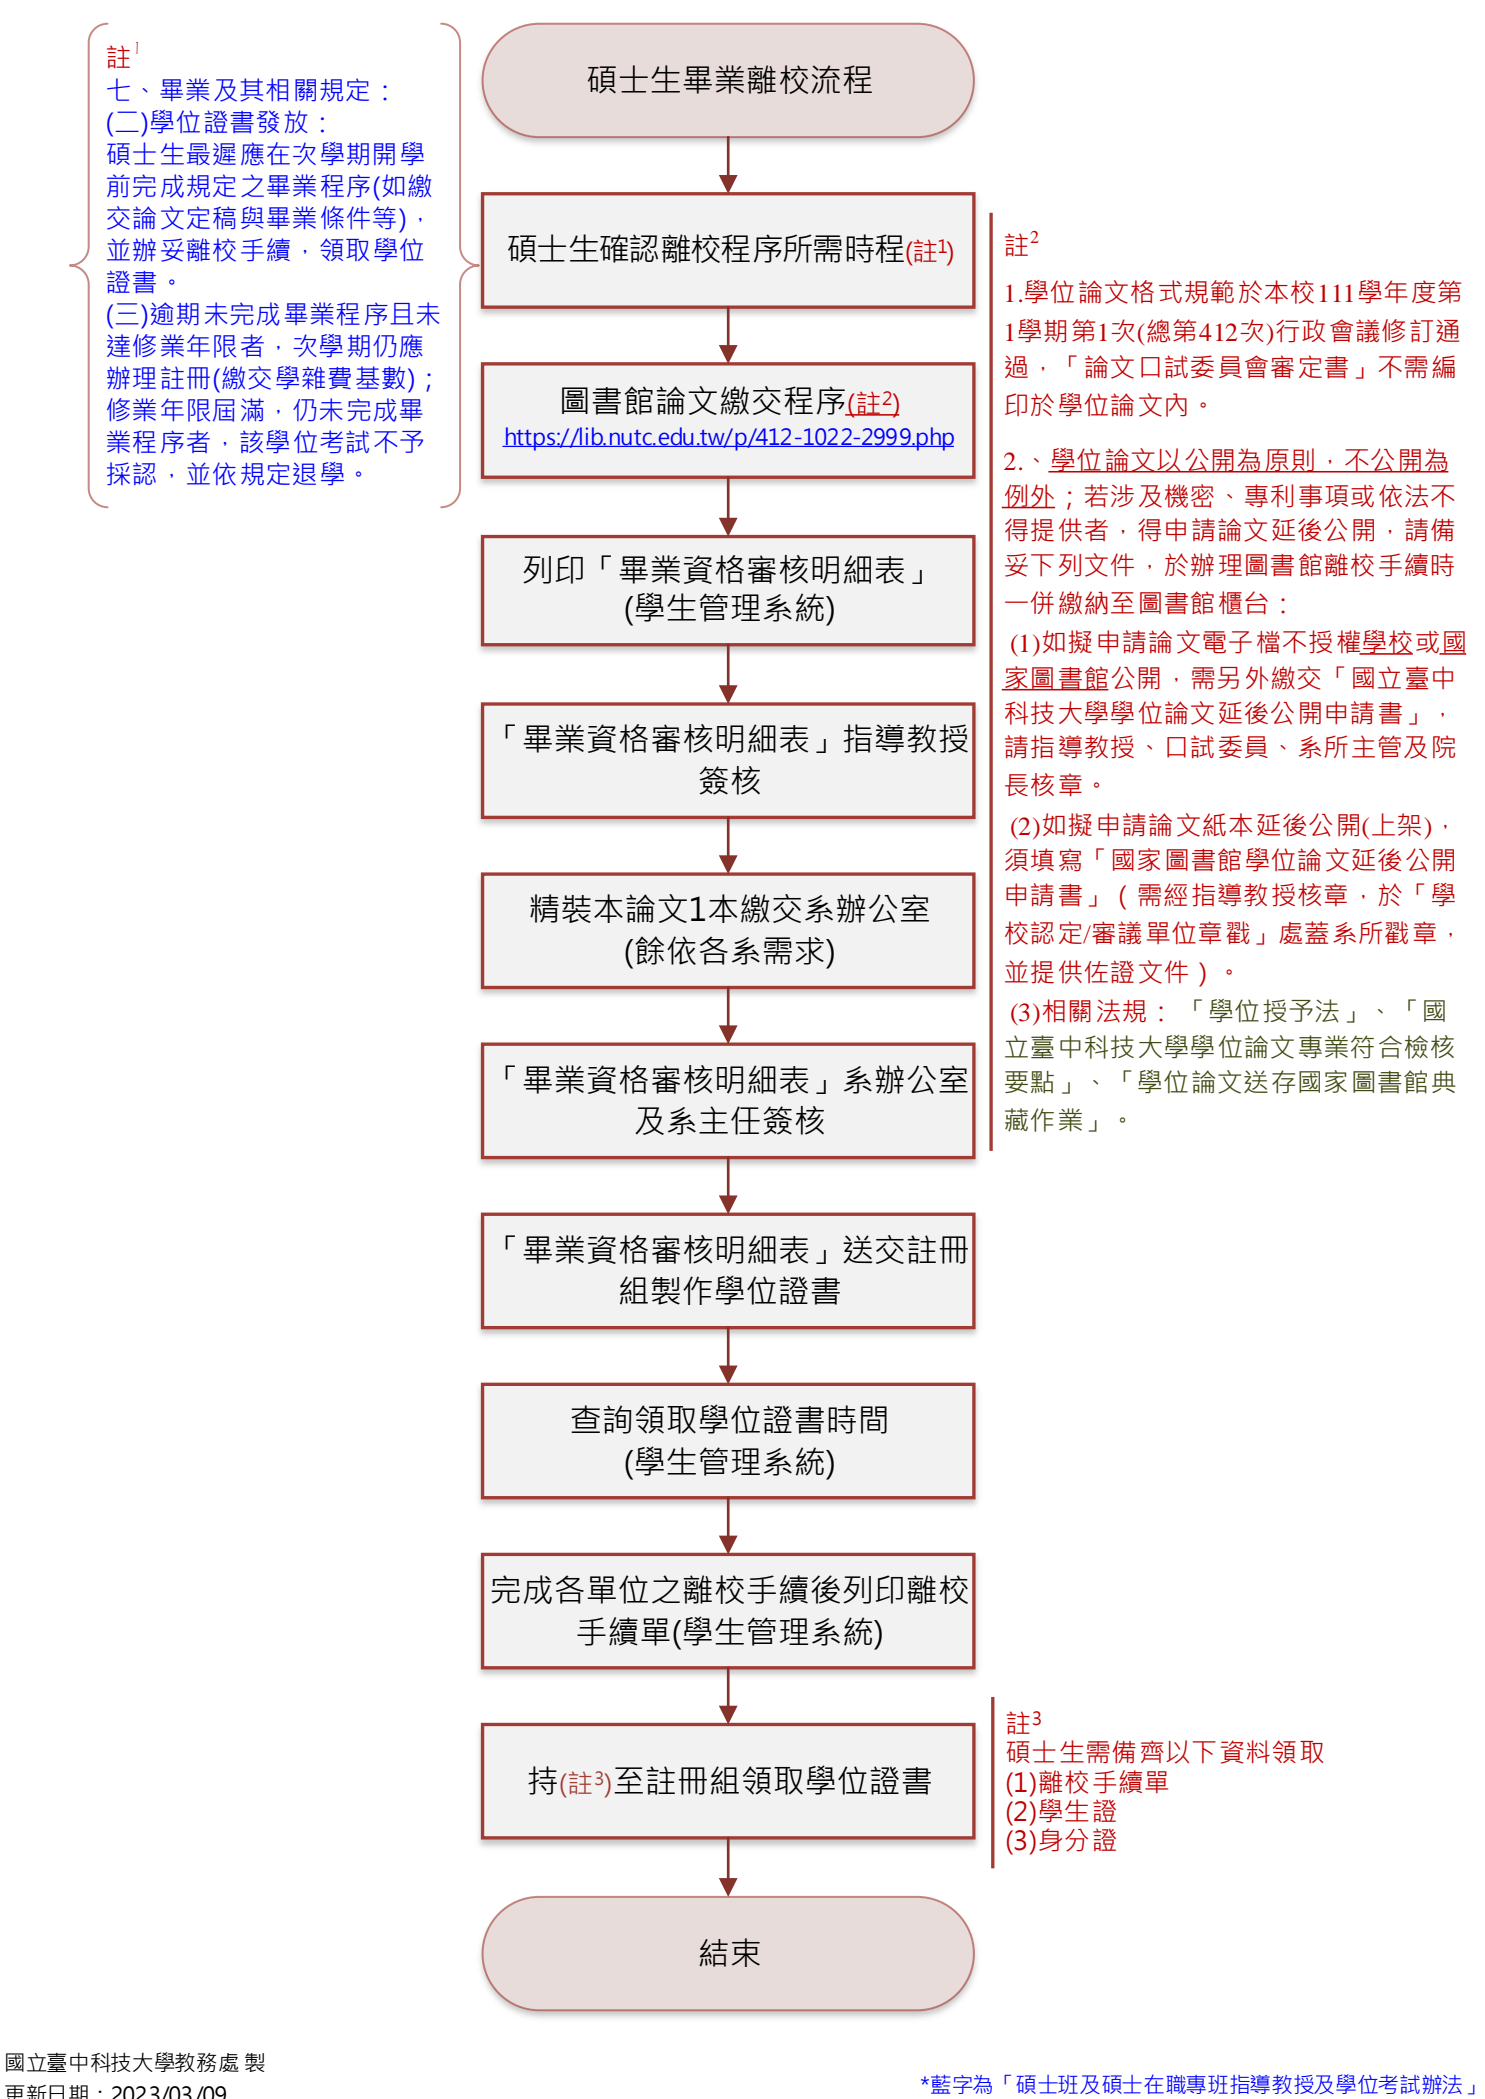 碩士生畢業離校流程
註1
七、畢業及其相關規定：
(二)學位證書發放：
碩士生最遲應在次學期開學
前完成規定之畢業程序(如繳
交論文定稿與畢業條件等)，
並辦妥離校手續，領取學位
證書。
(三)逾期未完成畢業程序且未
達修業年限者，次學期仍應
辦理註冊(繳交學雜費基數)；
修業年限屆滿，仍未完成畢
業程序者，該學位考試不予
採認，並依規定退學。
碩士生確認離校程序所需時程(註1)
圖書館論文繳交程序(註2)
https://lib.nutc.edu.tw/p/412-1022-2999.php
列印「畢業資格審核明細表」
(學生管理系統)
「畢業資格審核明細表」指導教授
簽核
精裝本論文1本繳交系辦公室
(餘依各系需求)
「畢業資格審核明細表」系辦公室
及系主任簽核
「畢業資格審核明細表」送交註冊
組製作學位證書
查詢領取學位證書時間
(學生管理系統)
完成各單位之離校手續後列印離校
手續單(學生管理系統)
持(註3)至註冊組領取學位證書
結束
註2
1.學位論文格式規範於本校111學年度第
1學期第1次(總第412次)行政會議修訂通
過，「論文口試委員會審定書」不需編
印於學位論文內。
2.、學位論文以公開為原則，不公開為
例外；若涉及機密、專利事項或依法不
得提供者，得申請論文延後公開，請備
妥下列文件，於辦理圖書館離校手續時
一併繳納至圖書館櫃台：
(1)如擬申請論文電子檔不授權學校或國
家圖書館公開，需另外繳交「國立臺中
科技大學學位論文延後公開申請書」，
請指導教授、口試委員、系所主管及院
長核章。
(2)如擬申請論文紙本延後公開(上架)，
須填寫「國家圖書館學位論文延後公開
申請書」（需經指導教授核章，於「學
校認定/審議單位章戳」處蓋系所戳章，
並提供佐證文件）。
(3)相關法規：「學位授予法」、「國
立臺中科技大學學位論文專業符合檢核
要點」、「學位論文送存國家圖書館典
藏作業」。
註3
碩士生需備齊以下資料領取
(1)離校手續單
(2)學生證
(3)身分證
國立臺中科技大學教務處 製
更新日期：2023/03/09
*藍字為「碩士班及碩士在職專班指導教授及學位考試辦法」